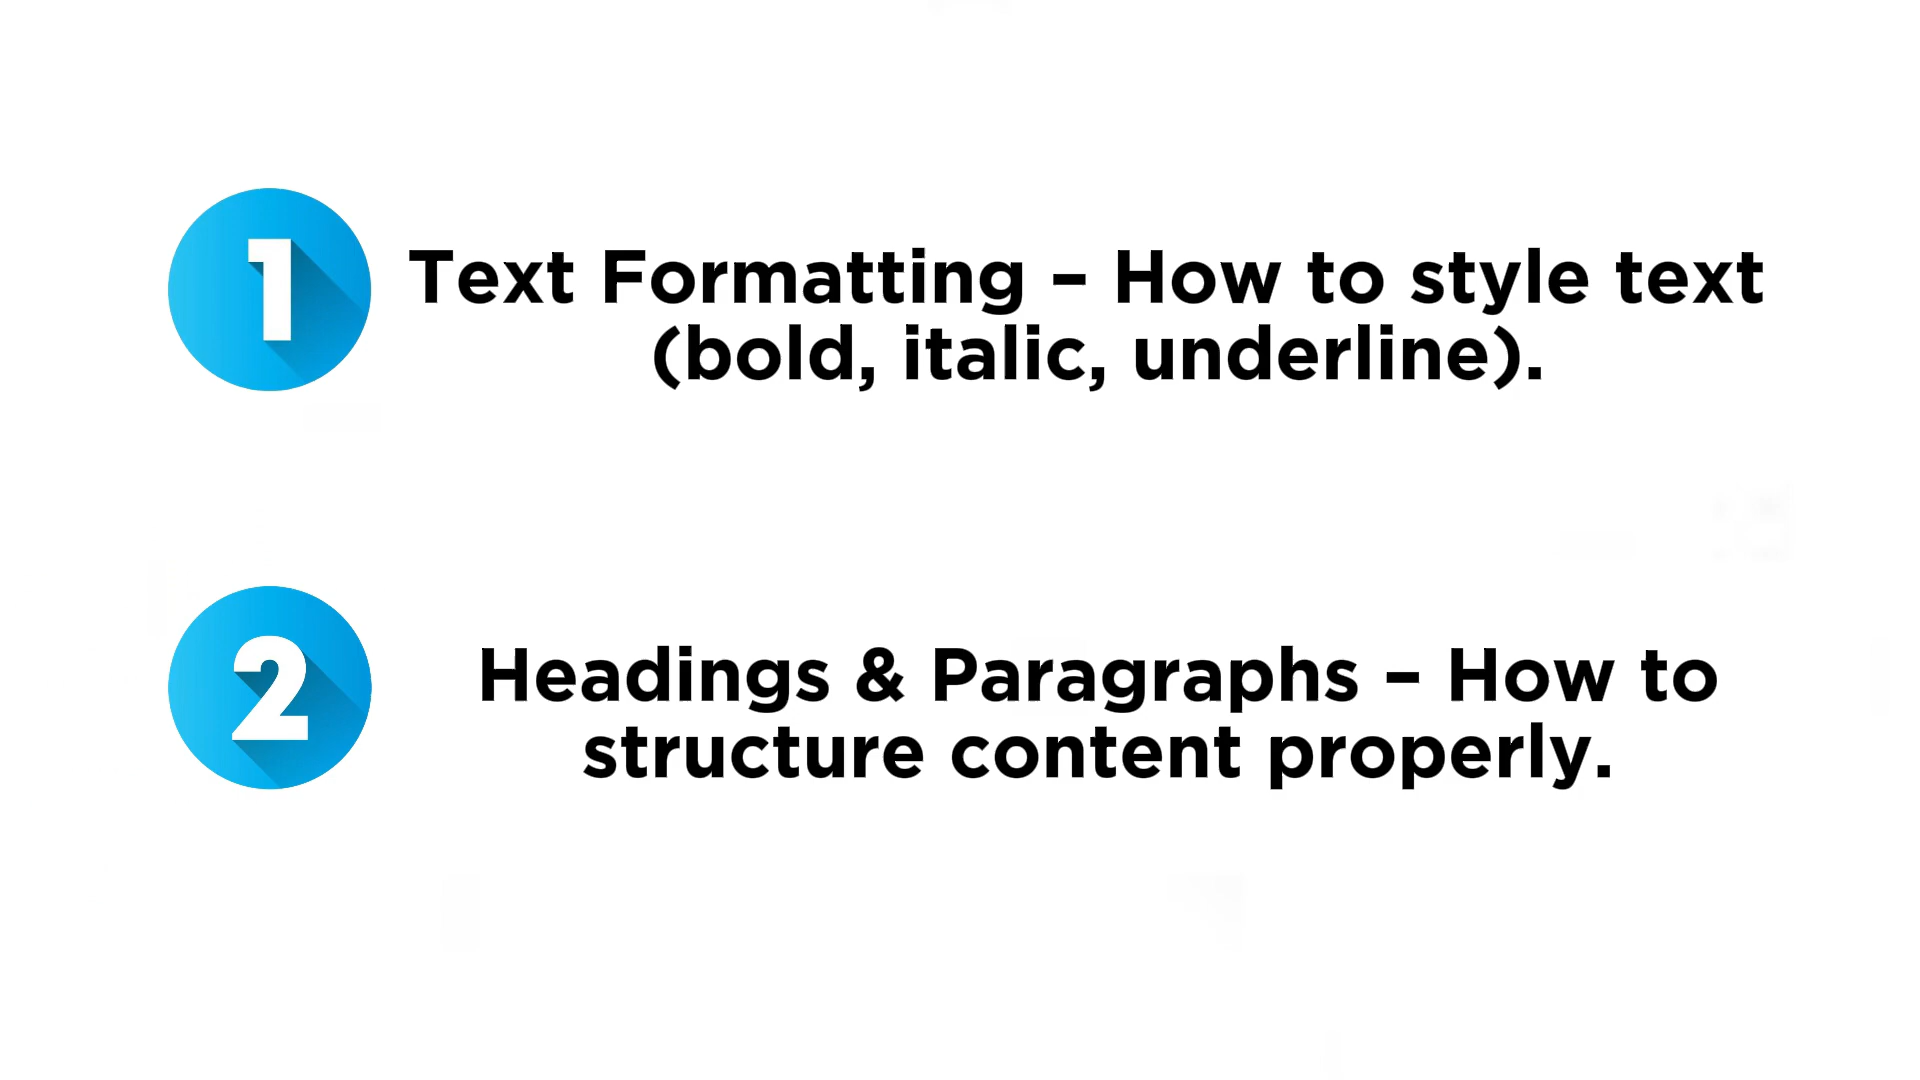 1
Text Formatting – How to style text
(bold, italic, underline).
2
Headings & Paragraphs – How to
structure content properly.